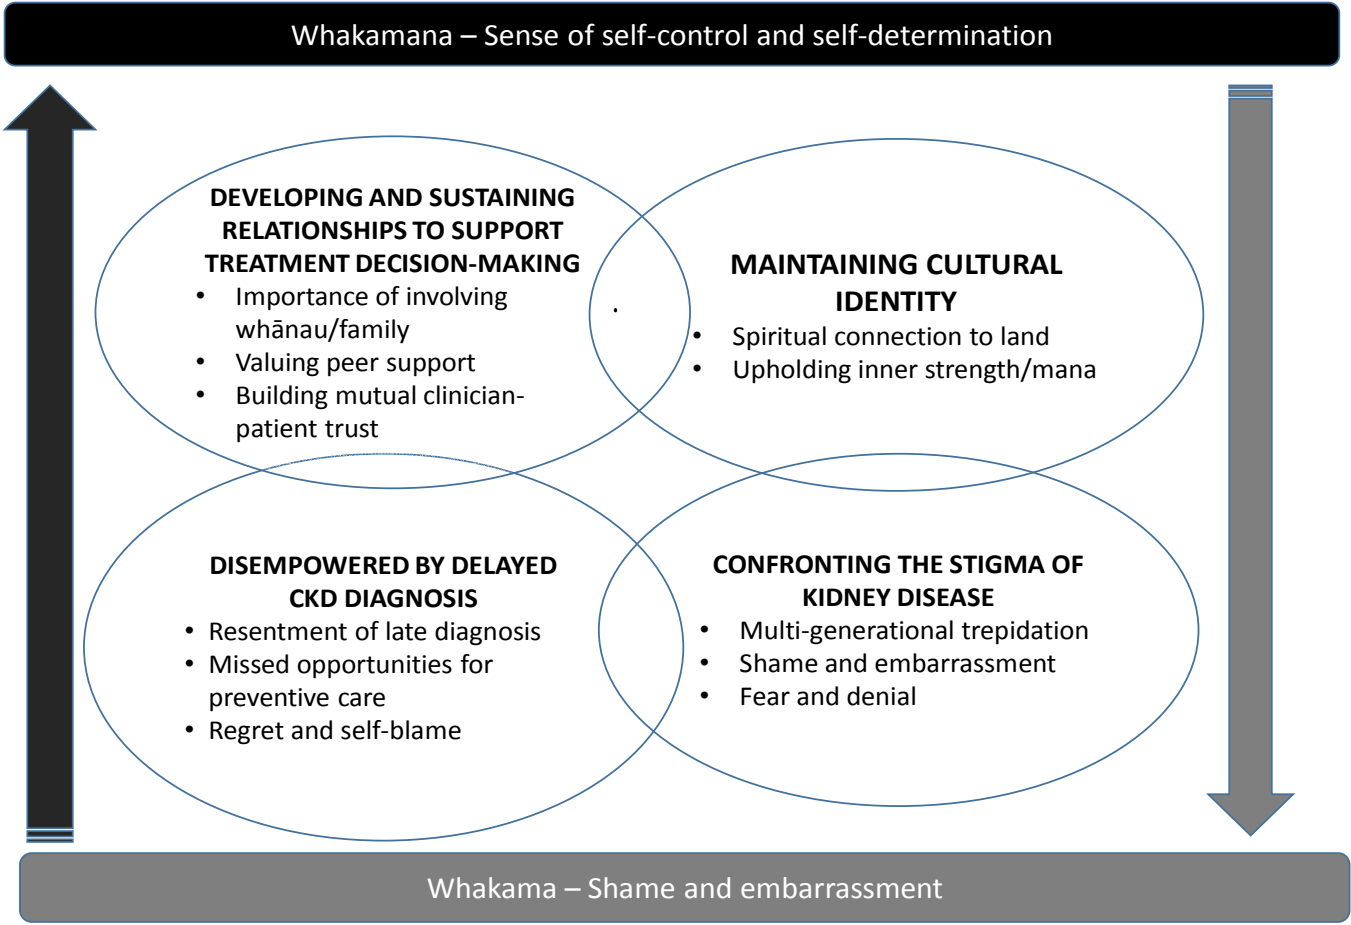 Whakamana – Sense of self-control and self-determination
DEVELOPING AND SUSTAINING
RELATIONSHIPS TO SUPPORT
TREATMENT DECISION-MAKING
• Importance of involving
whānau/family
• Valuing peer support
• Building mutual clinician-
patient trust
MAINTAINING CULTURAL
IDENTITY
• Spiritual connection to land
• Upholding inner strength/mana
DISEMPOWERED BY DELAYED
CKD DIAGNOSIS
• Resentment of late diagnosis
• Missed opportunities for
preventive care
• Regret and self-blame
CONFRONTING THE STIGMA OF
KIDNEY DISEASE
• Multi-generational trepidation
• Shame and embarrassment
• Fear and denial
Whakama – Shame and embarrassment